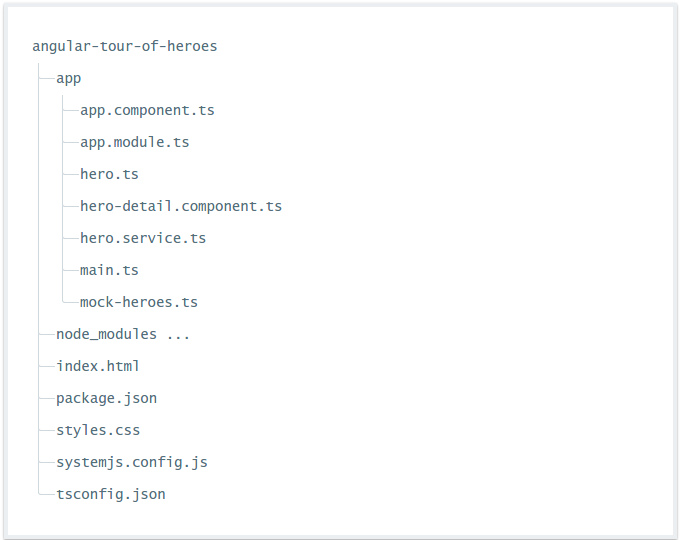 angular-tour-of-heroes
app
app.component.ts
app.module.ts
hero.ts
hero-detail.component.ts
hero.service.ts
main.ts
mock-heroes.ts
node_modules ...
index.html
package.json
styles.css
systemjs.config.js
tsconfig.json